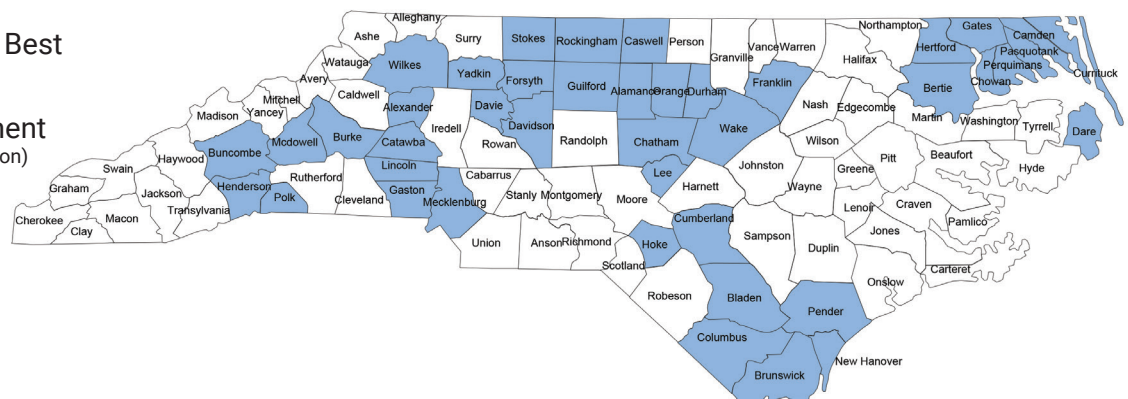 Best
ment
on)
Alleghany
Ashe
Surry
Stokes
Rockingham
Caswell
Person
Granville
Vance
Warren
Northampton
Halifax
Hertford
Gates
Camden
Pasquotank
Perquimans
Chowan
Currituck
Bertie
Watauga
Wilkes
Yadkin
Forsyth
Guilford
Alamance
Orange
Durham
Franklin
Nash
Edgecombe
Martin
Washington
Tyrrell
Dare
Avery
Mitchell
Yancey
Caldwell
Alexander
Davie
Davidson
Iredell
Rowan
Randolph
Chatham
Wake
Wilson
Pitt
Beaufort
Hyde
Madison
Buncombe
Mcdowell
Burke
Catawba
Lincoln
Haywood
Swain
Graham
Jackson
Cherokee
Macon
Clay
Transylvania
Henderson
Polk
Rutherford
Cleveland
Gaston
Mecklenburg
Cabarrus
Stanly
Montgomery
Moore
Lee
Harnett
Johnston
Wayne
Greene
Lenoir
Craven
Pamlico
Jones
Carteret
Onslow
Union
Anson
Richmond
Scotland
Hoke
Cumberland
Sampson
Duplin
Robeson
Bladen
Pender
Columbus
Brunswick
New Hanover